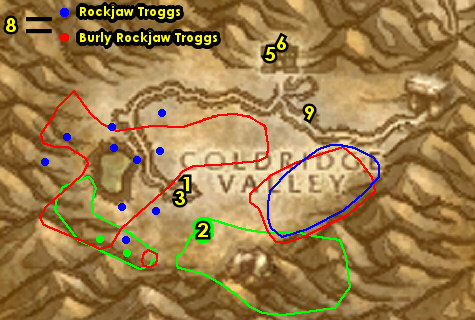 8 = Rockjaw Troggs
Burly Rockjaw Troggs
5 6
9
COLDRIDGE
VALLEY
1
3
2